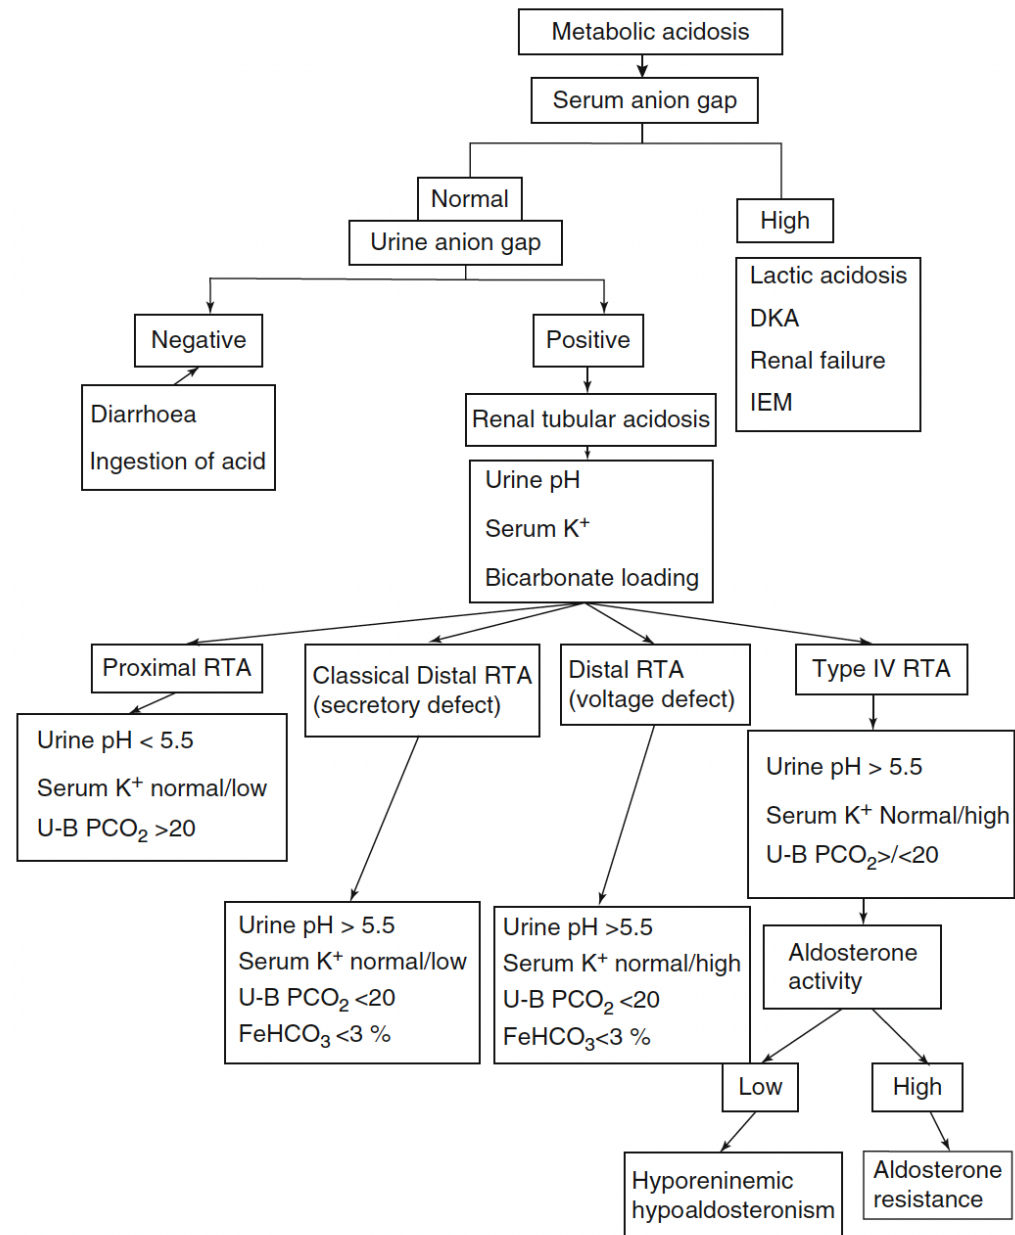 Metabolic acidosis
Serum anion gap
Normal
Urine anion gap
High
Lactic acidosis
DKA
Renal failure
IEM
Negative
Positive
Diarrhoea
Ingestion of acid
Renal tubular acidosis
Urine pH
Serum K⁺
Bicarbonate loading
Proximal RTA
Classical Distal RTA
(secretory defect)
Distal RTA
(voltage defect)
Type IV RTA
Urine pH < 5.5
Serum K⁺ normal/low
U-B PCO₂ >20
Urine pH > 5.5
Serum K⁺ normal/low
U-B PCO₂ <20
FeHCO₃ <3 %
Urine pH >5.5
Serum K⁺ normal/high
U-B PCO₂ <20
FeHCO₃<3 %
Urine pH > 5.5
Serum K⁺ Normal/high
U-B PCO₂>/<20
Aldosterone
activity
Low
High
Hyporeninemic
hypoaldosteronism
Aldosterone
resistance